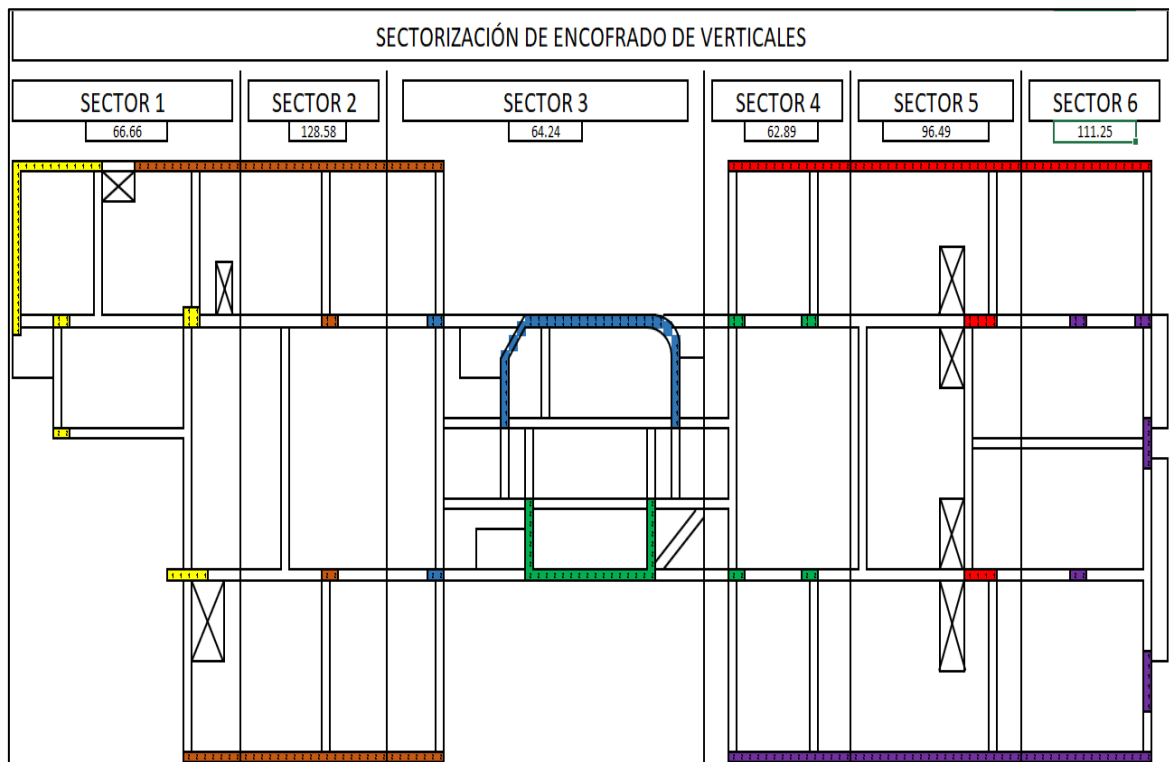 SECTORIZACIÓN DE ENCOFRADO DE VERTICALES
SECTOR 1
SECTOR 2
SECTOR 3
SECTOR 4
SECTOR 5
SECTOR 6
66.66
128.58
64.24
62.89
96.49
111.25